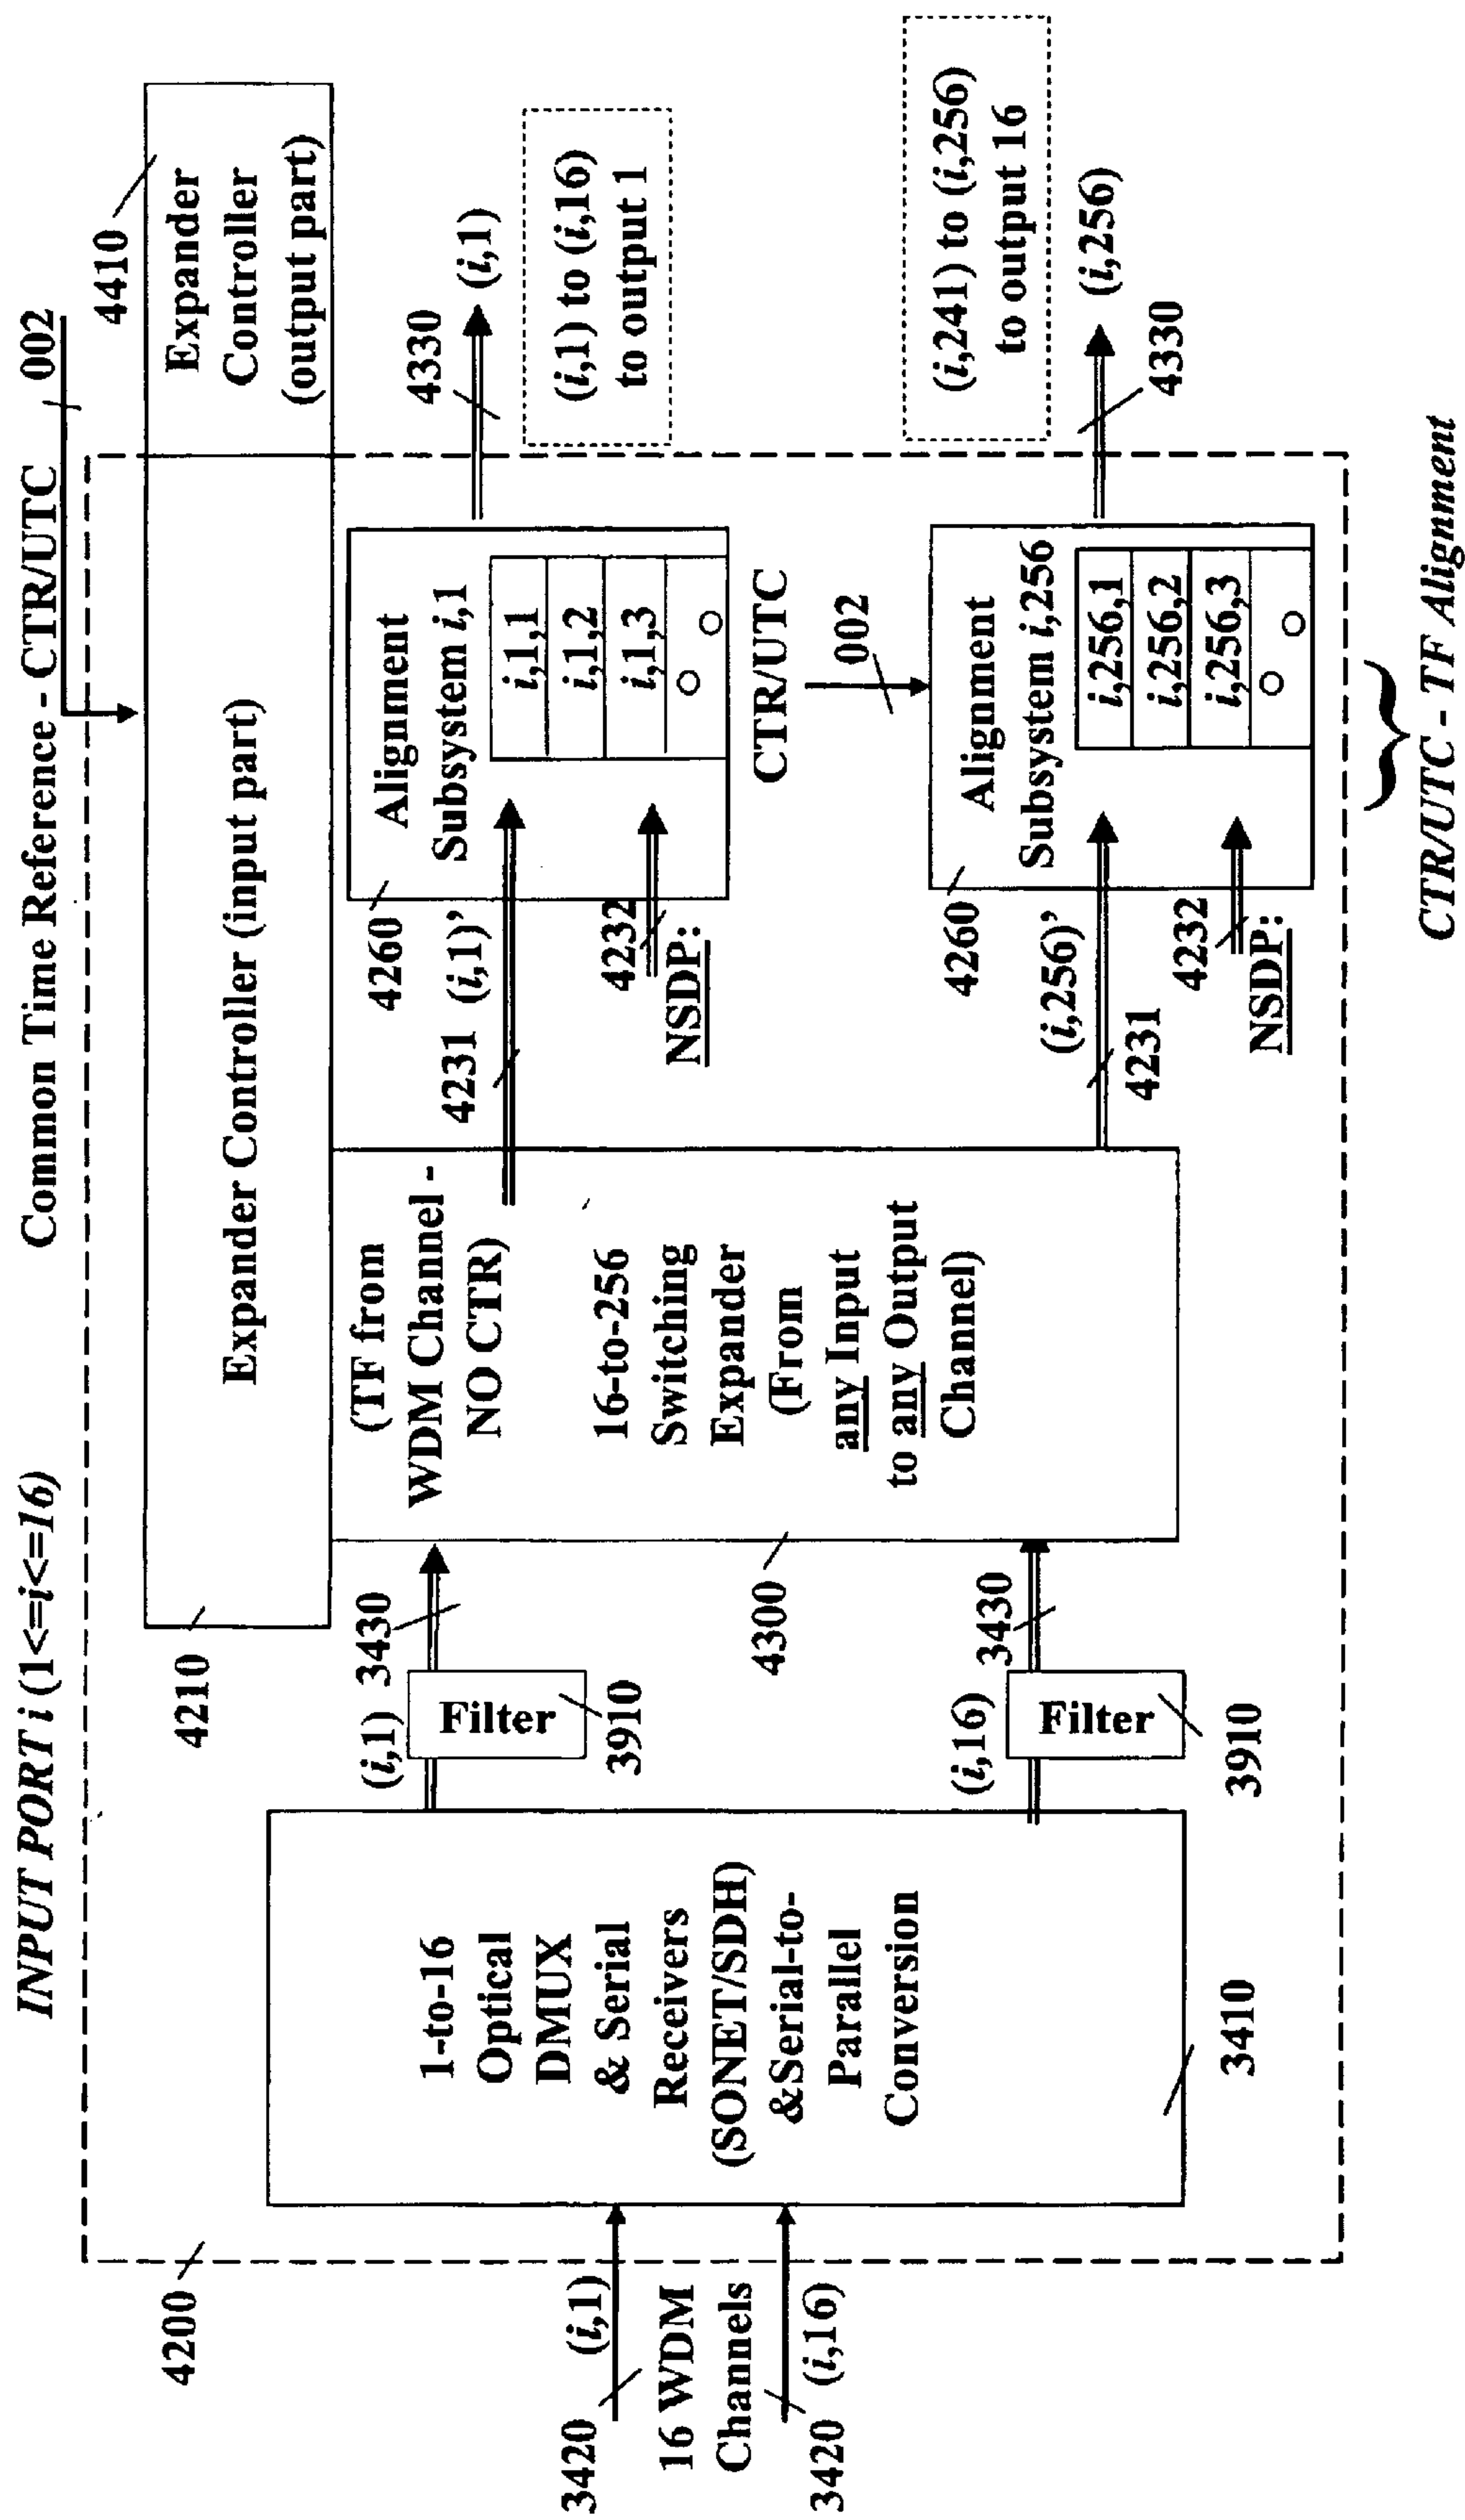 INPUT PORT i (1<=i<=16)
Common Time Reference - CTR/UTC
002
4200
4210
Expander Controller (input part)
4410
Expander
Controller
(output part)
3420
(i,1)
16 WDM
Channels
3420
(i,16)
1-to-16
Optical
DMUX
& Serial
Receivers
(SONET/SDH)
&Serial-to-
Parallel
Conversion
3410
(i,1)
3430
Filter
3910
(i,16)
3430
Filter
3910
4300
(TF from
WDM Channel -
NO CTR)
16-to-256
Switching
Expander
(From
any Input
to any Output
Channel)
4231
(i,1)’
4260
4232
NSDP:
Alignment
Subsystem i,1
i,1,1
i,1,2
i,1,3
4330
(i,1)
(i,1) to (i,16)
to output 1
CTR/UTC
002
(i,256)’
4231
4260
4232
NSDP:
Alignment
Subsystem i,256
i,256,1
i,256,2
i,256,3
(i,241) to (i,256)
to output 16
(i,256)
4330
CTR/UTC - TF Alignment